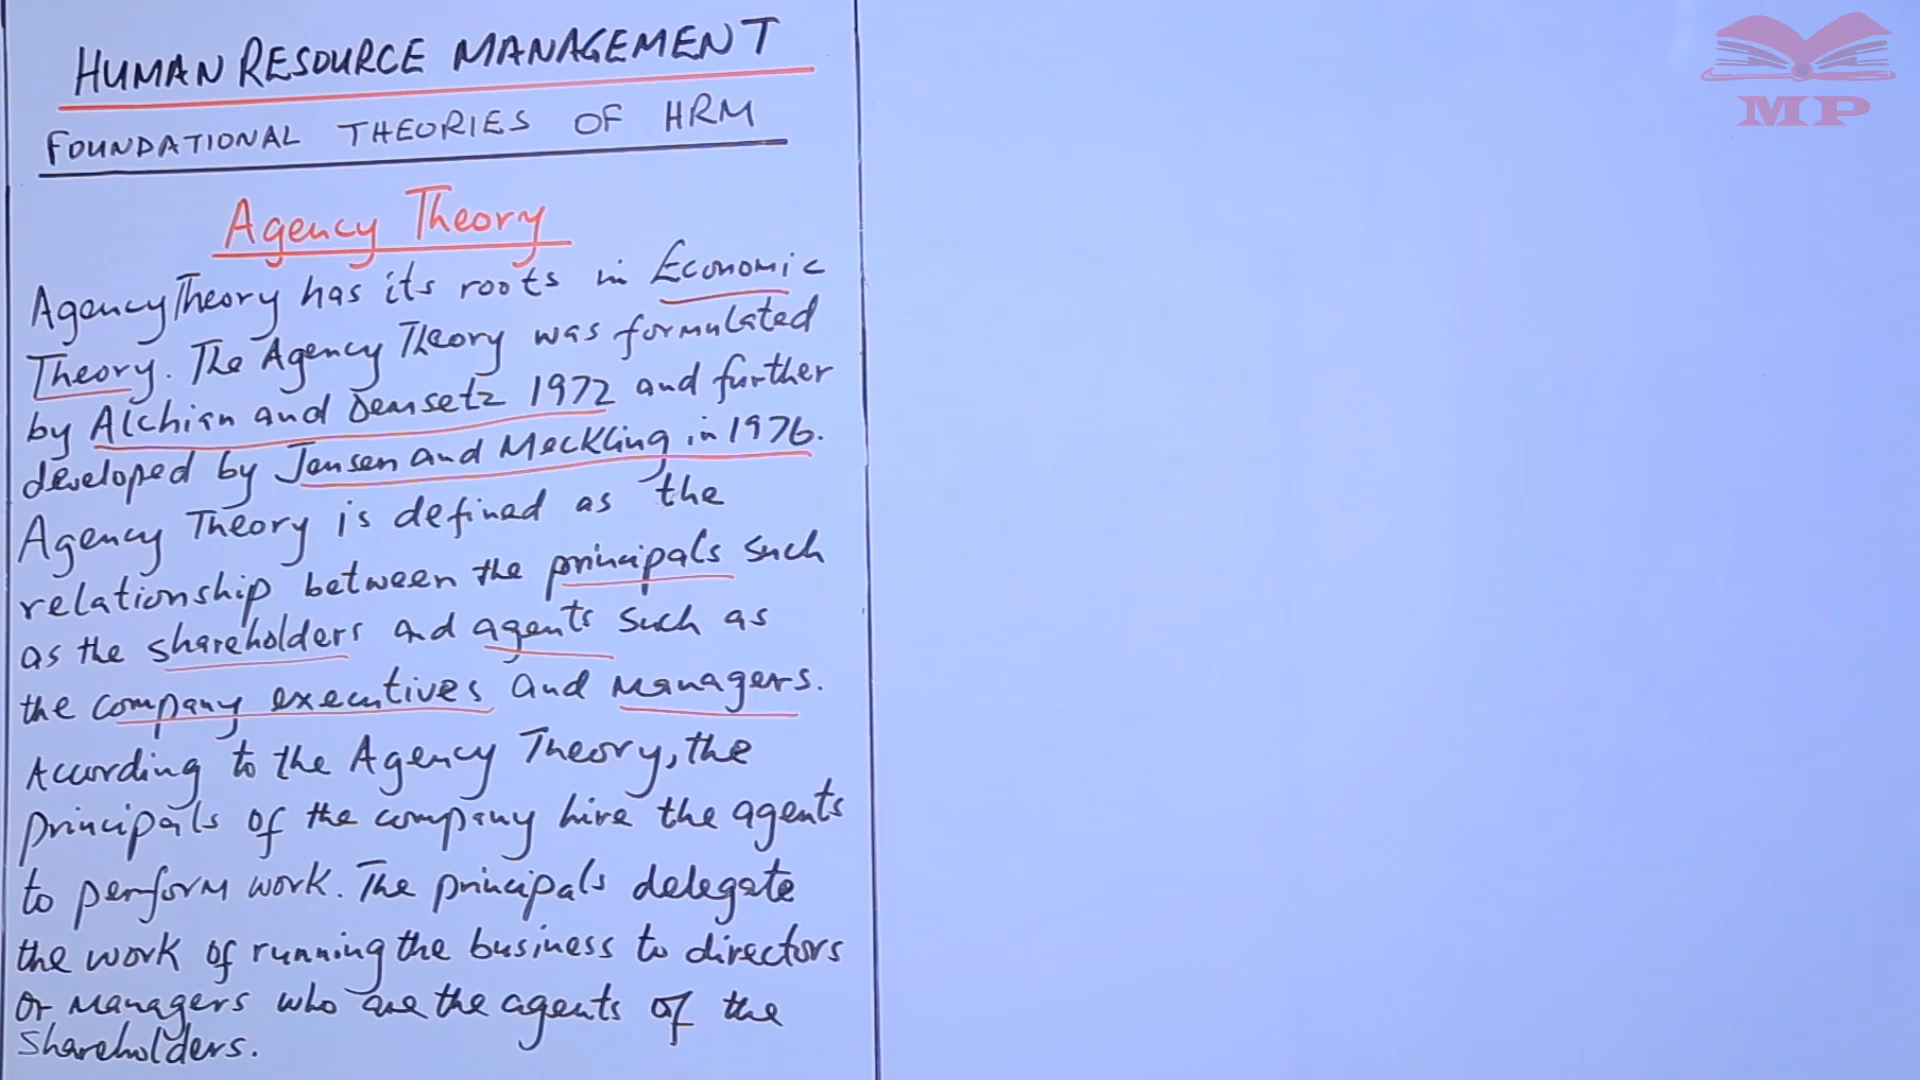 HUMAN RESOURCE MANAGEMENT
FOUNDATIONAL THEORIES OF HRM
Agency Theory
Agency Theory has its roots in Economic
Theory. The Agency Theory was formulated
by Alchian and Demsetz 1972 and further
developed by Jensen and Meckling in 1976.
Agency Theory is defined as the
relationship between the principals such
as the shareholders and agents such as
the company executives and managers.
According to the Agency Theory, the
principals of the company hire the agents
to perform work. The principals delegate
the work of running the business to directors
or managers who are the agents of the
shareholders.
MP